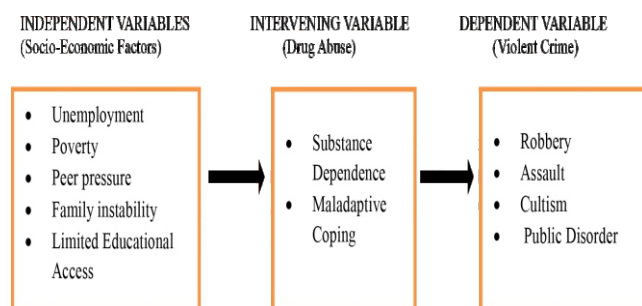 INDEPENDENT VARIABLES
(Socio-Economic Factors)
• Unemployment
• Poverty
• Peer pressure
• Family instability
• Limited Educational
Access
INTERVENING VARIABLE
(Drug Abuse)
• Substance
Dependence
• Maladaptive
Coping
DEPENDENT VARIABLE
(Violent Crime)
• Robbery
• Assault
• Cultism
• Public Disorder